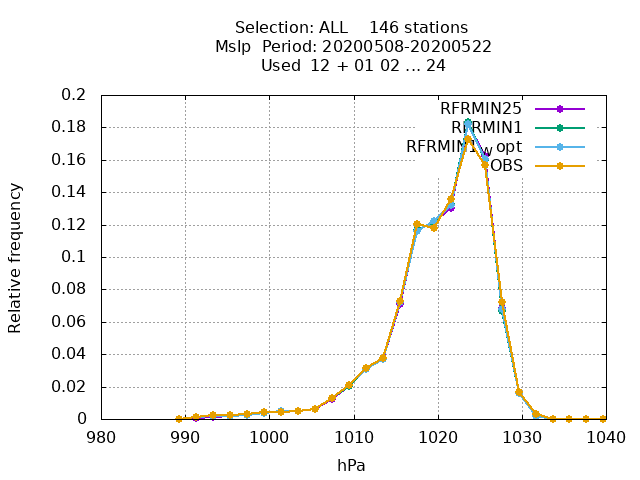 Selection: ALL    146 stations
Mslp  Period: 20200508-20200522
Used  12 + 01 02 ... 24
RFRMIN25
RFRMIN1
opt
OBS
0.2
0.18
0.16
0.14
0.12
0.1
0.08
0.06
0.04
0.02
0
Relative frequency
980
990
1000
1010
1020
1030
1040
hPa